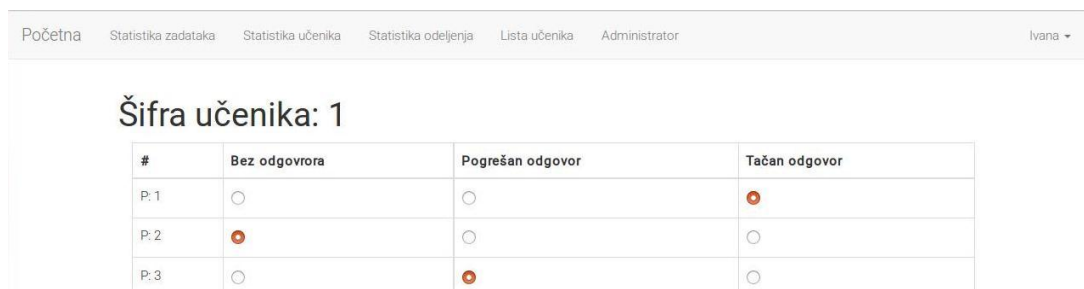 Početna Statistika zadataka Statistika učenika Statistika odeljenja Lista učenika Administrator Ivana
Šifra učenika: 1
# Bez odgovrora Pogrešan odgovor Tačan odgovor
P: 1
P: 2
P: 3